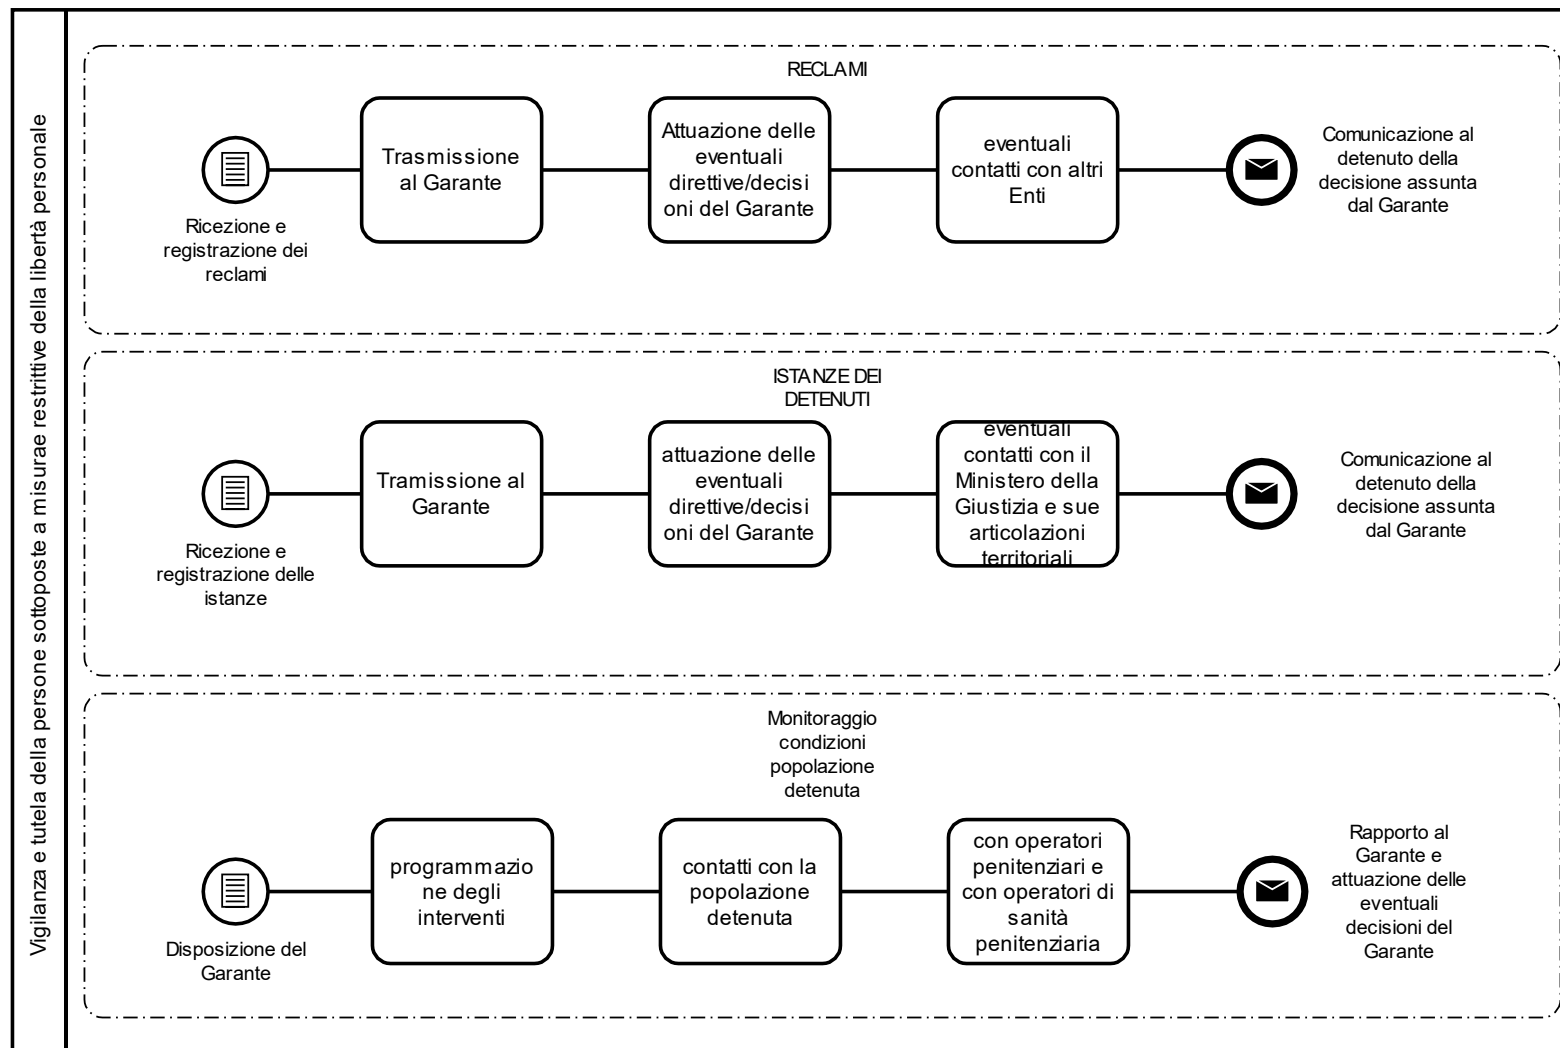 Vigilanza e tutela della persone sottoposte a misurae restrittive della libertà personale
RECLAMI
Ricezione e
registrazione dei
reclami
Trasmissione
al Garante
Attuazione delle
eventuali
direttive/decisi
oni del Garante
eventuali
contatti con altri
Enti
Comunicazione al
detenuto della
decisione assunta
dal Garante
ISTANZE DEI
DETENUTI
Ricezione e
registrazione delle
istanze
Tramissione al
Garante
attuazione delle
eventuali
direttive/decisi
oni del Garante
eventuali
contatti con il
Ministero della
Giustizia e sue
articolazioni
territoriali
Comunicazione al
detenuto della
decisione assunta
dal Garante
Monitoraggio
condizioni
popolazione
detenuta
Disposizione del
Garante
programmazio
ne degli
interventi
contatti con la
popolazione
detenuta
con operatori
penitenziari e
con operatori di
sanità
penitenziaria
Rapporto al
Garante e
attuazione delle
eventuali
decisioni del
Garante